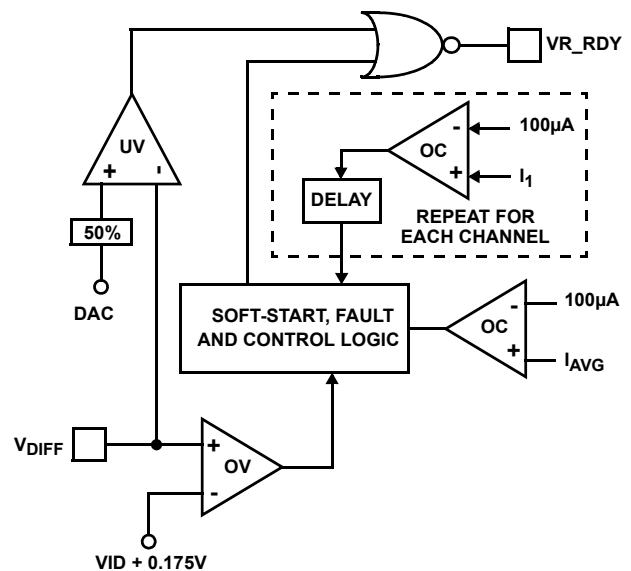 VR_RDY
UV
+ -
50%
DAC
- 100µA
OC
+ I1
DELAY
REPEAT FOR
EACH CHANNEL
SOFT-START, FAULT
AND CONTROL LOGIC
- 100µA
OC
+ IAVG
VDIFF
+
OV
-
VID + 0.175V